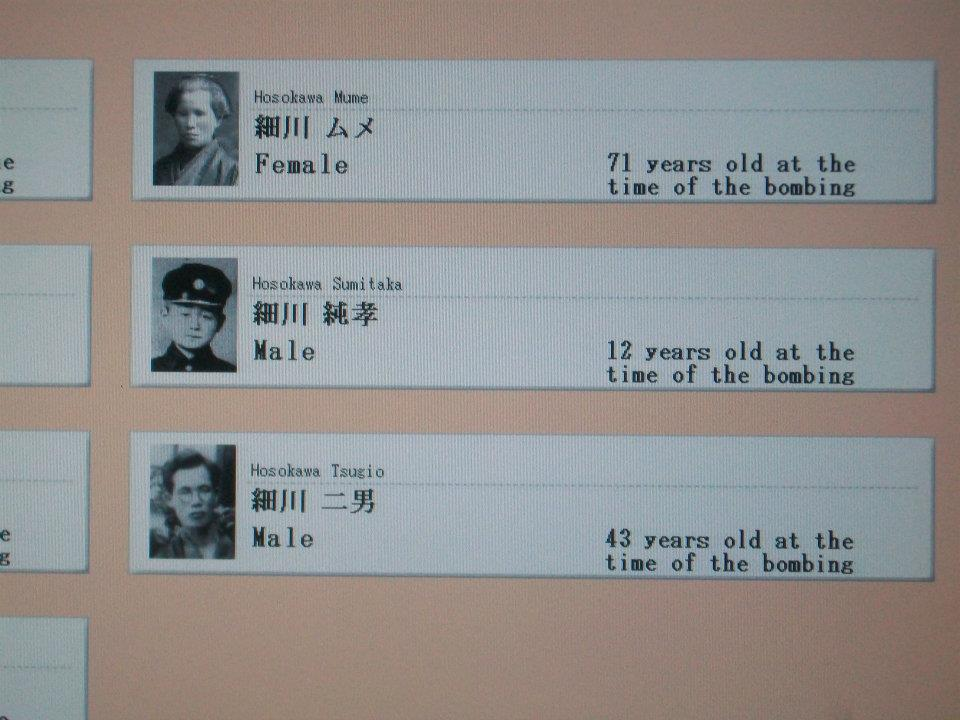 Hosokawa Mume
細川 ムメ
Female
71 years old at the
time of the bombing
Hosokawa Sumitaka
細川 純孝
Male
12 years old at the
time of the bombing
Hosokawa Tsugio
細川 二男
Male
43 years old at the
time of the bombing